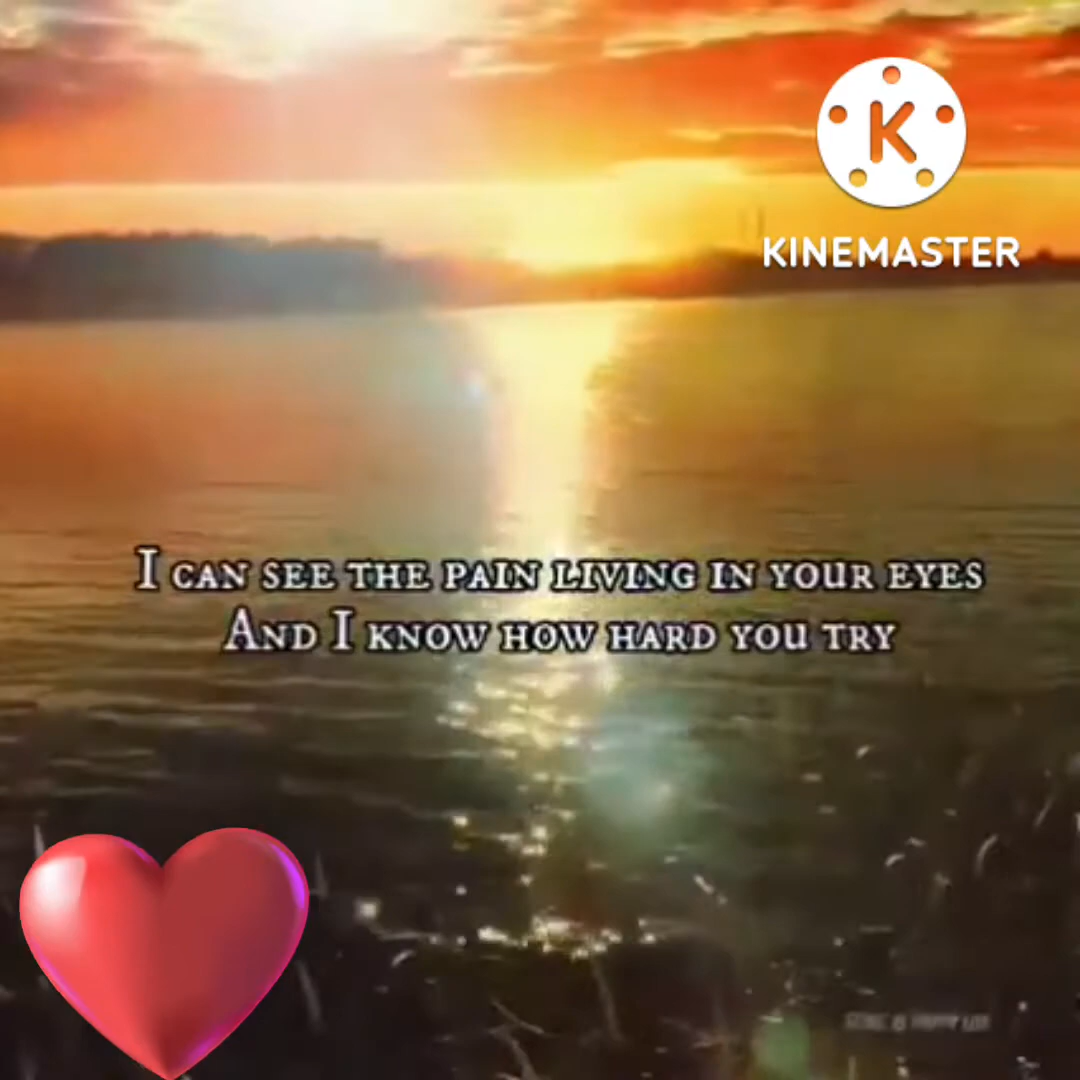 K
KINEMASTER
I CAN SEE THE PAIN LIVING IN YOUR EYES
AND I KNOW HOW HARD YOU TRY